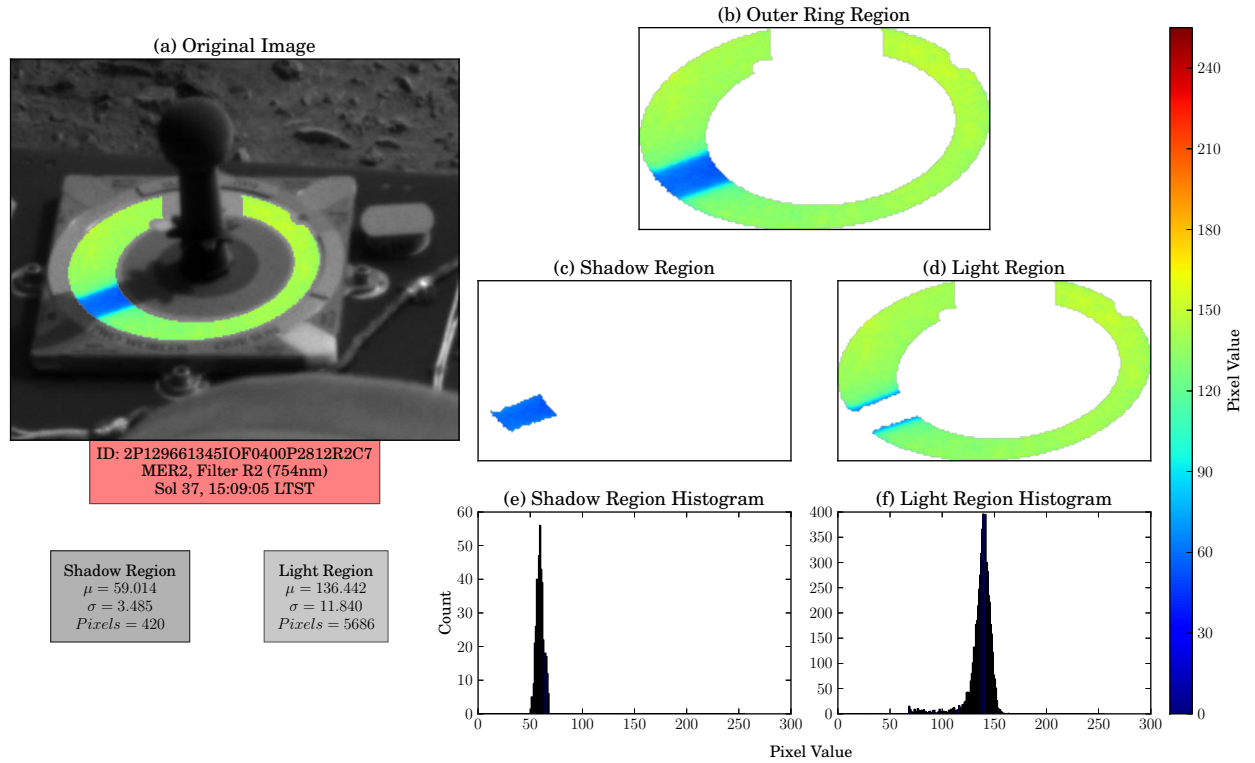 (a) Original Image
ID: 2P129661345IOF0400P2812R2C7
MER2, Filter R2 (754nm)
Sol 37, 15:09:05 LTST
Shadow Region
μ = 59.014
σ = 3.485
Pixels = 420
Light Region
μ = 136.442
σ = 11.840
Pixels = 5686
(b) Outer Ring Region
(c) Shadow Region
(d) Light Region
(e) Shadow Region Histogram
60
50
40
30
20
10
0
Count
0 50 100 150 200 250 300
(f) Light Region Histogram
400
350
300
250
200
150
100
50
0
0 50 100 150 200 250 300
Pixel Value
240
210
180
150
120
90
60
30
0
Pixel Value